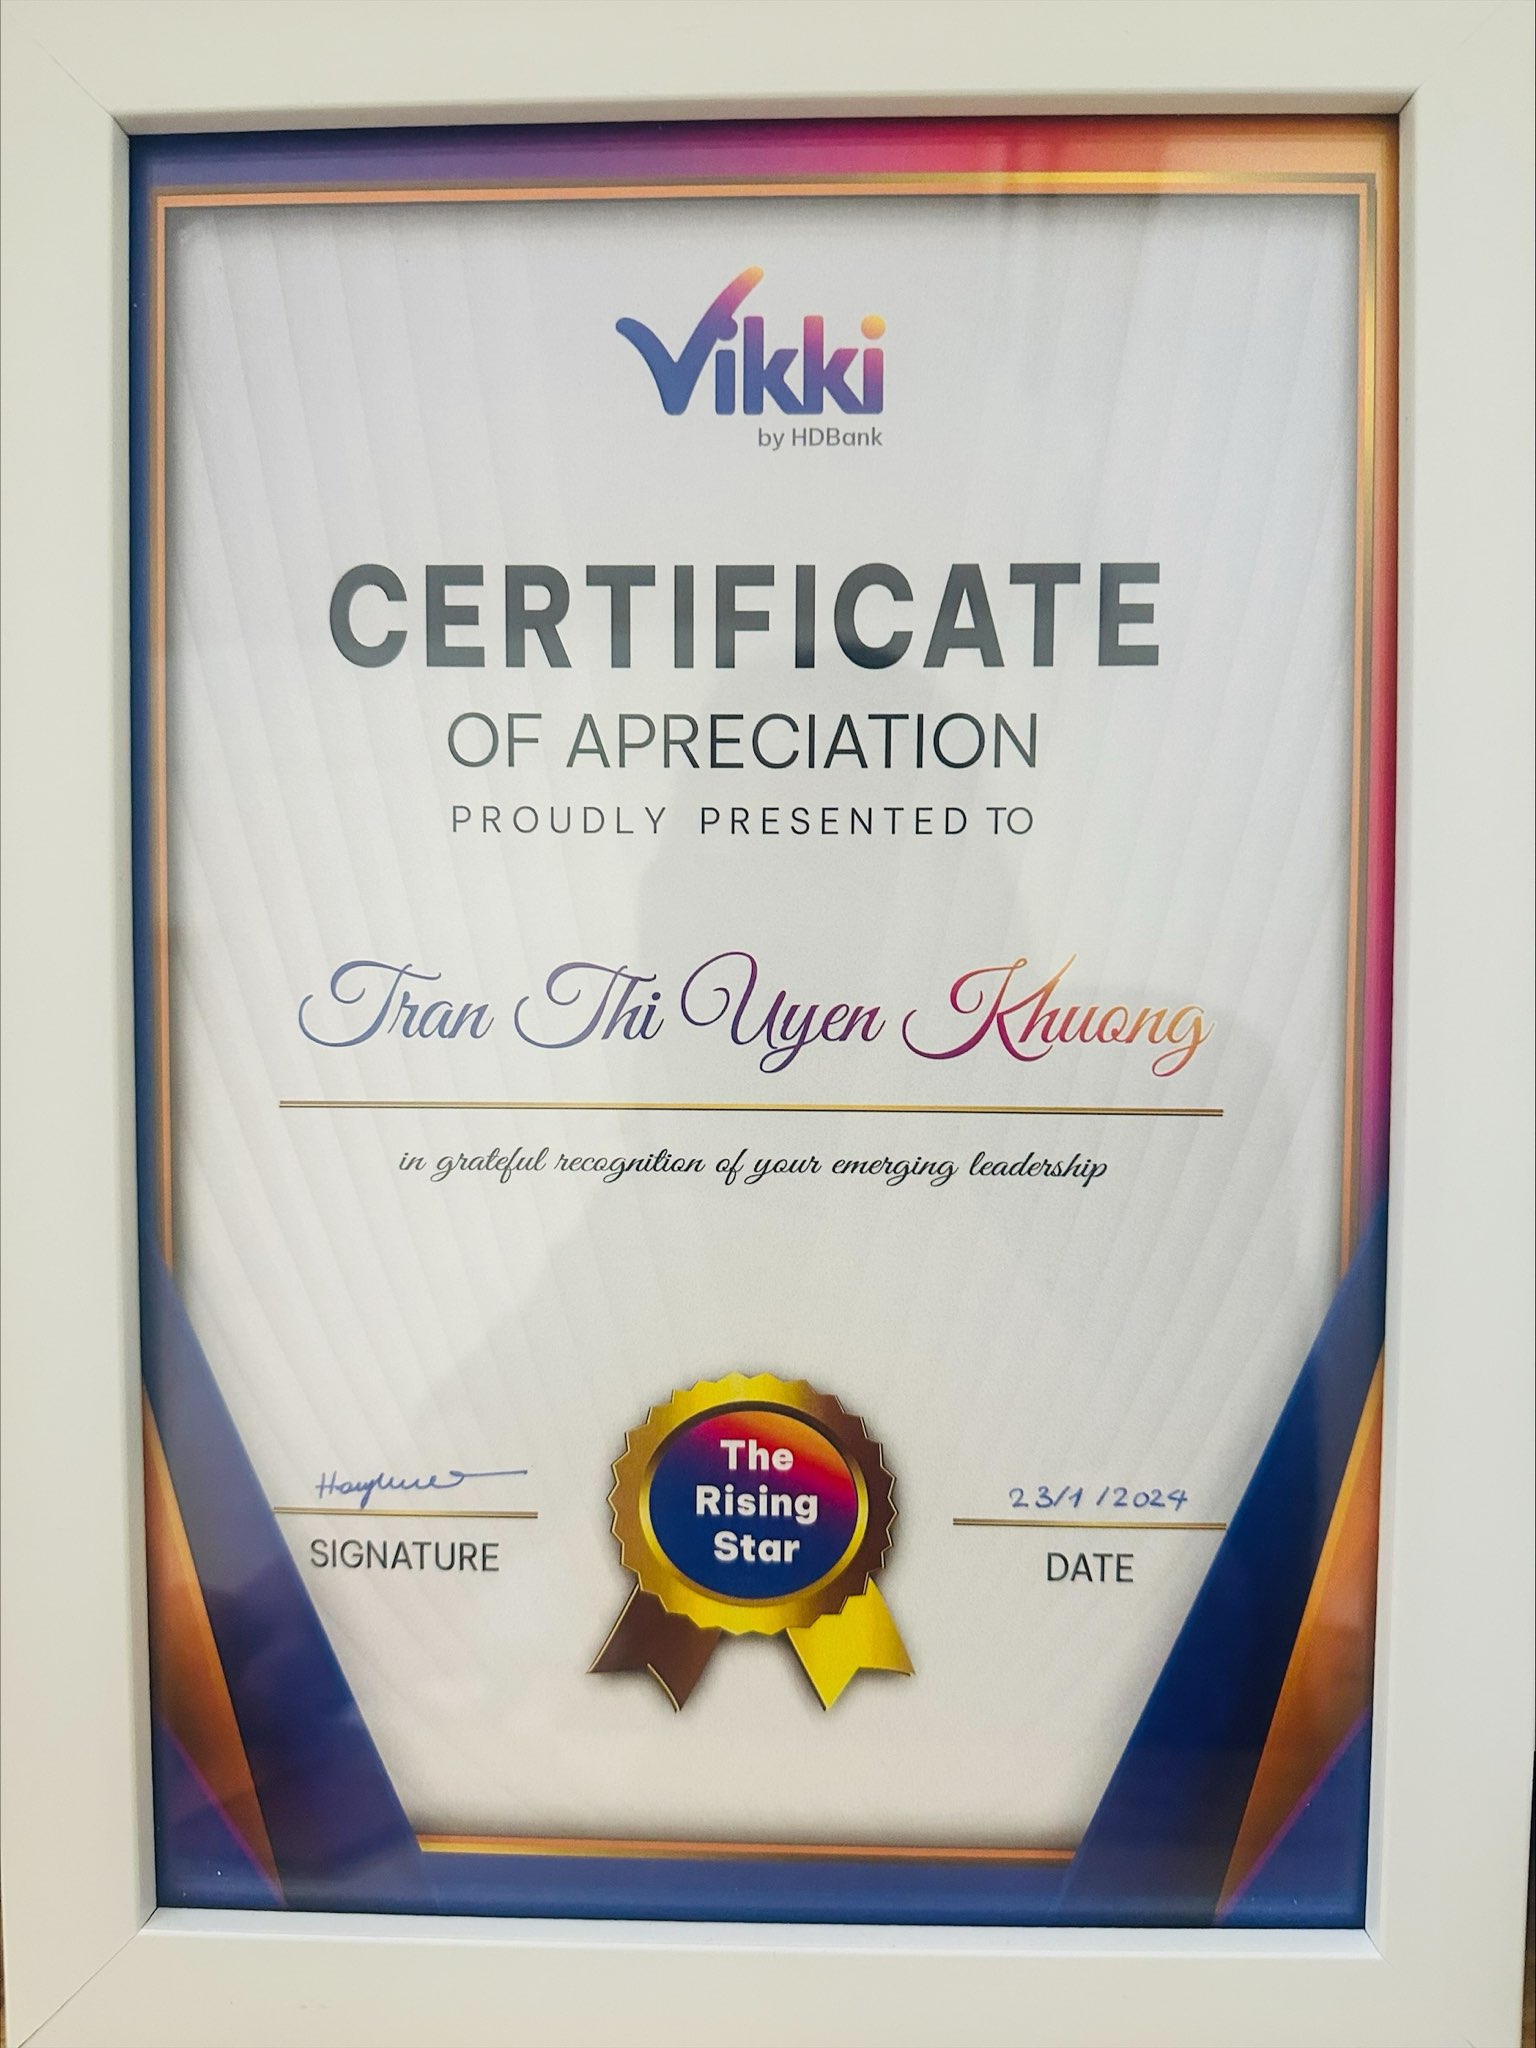 Vikki
by HDBank
CERTIFICATE
OF APRECIATION
PROUDLY PRESENTED TO
Tran Thi Uyen Khuong
in grateful recognition of your emerging leadership
The
Rising
Star
SIGNATURE
23/1/2024
DATE